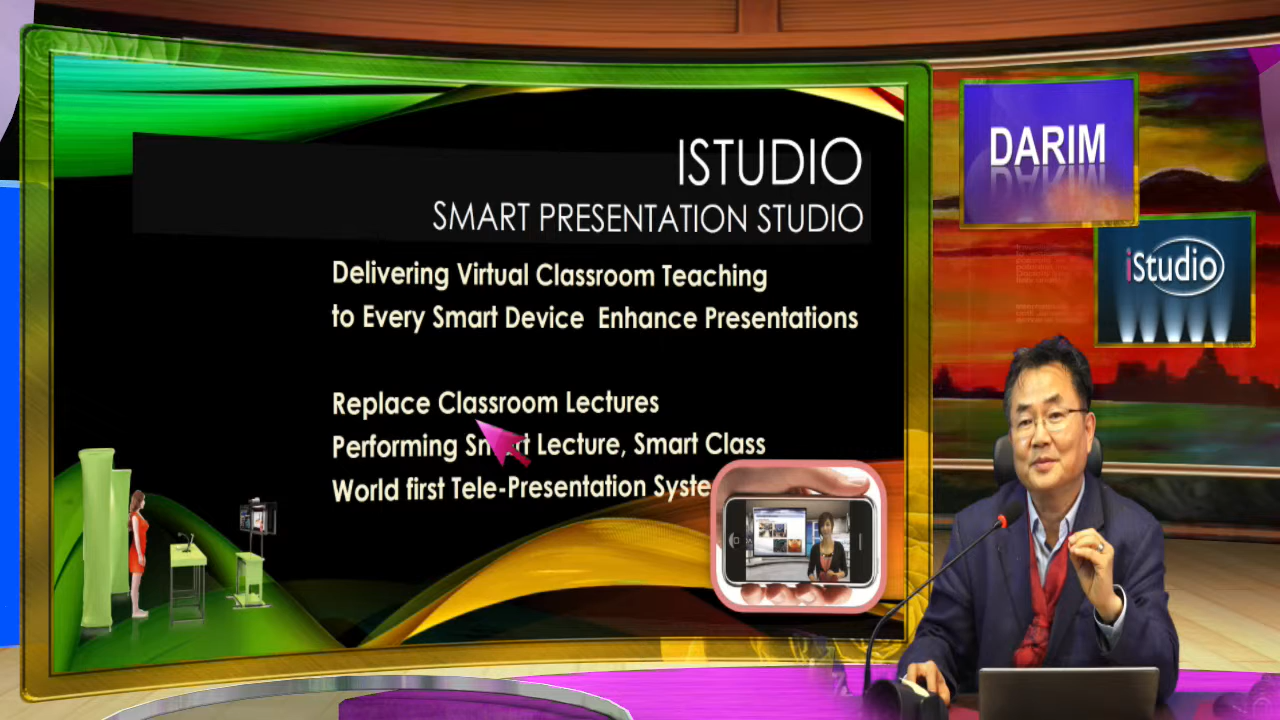 ISTUDIO
SMART PRESENTATION STUDIO
Delivering Virtual Classroom Teaching
to Every Smart Device Enhance Presentations
Replace Classroom Lectures
Performing Smart Lecture, Smart Class
World first Tele-Presentation
DARIM
iStudio